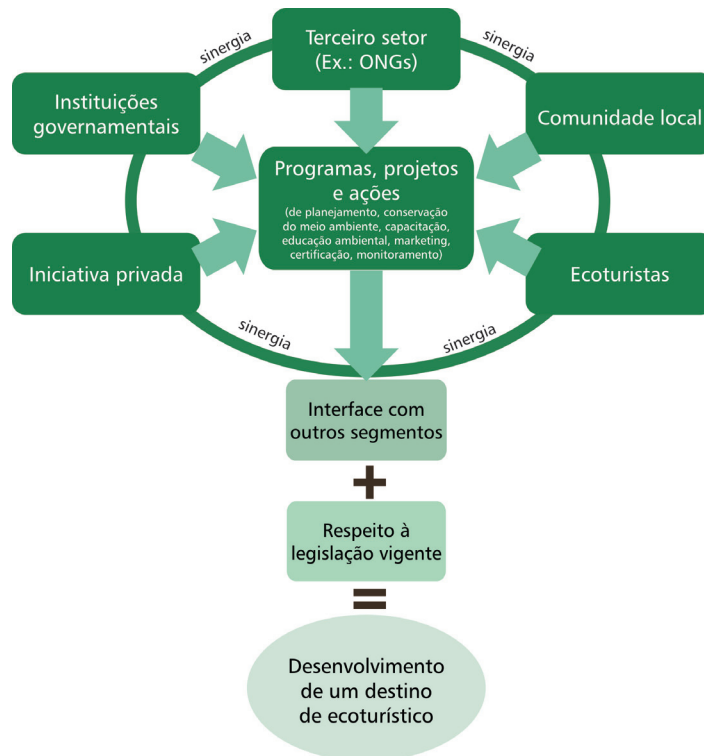 sinergia
Terceiro setor
(Ex.: ONGs)
sinergia
Instituições
governamentais
Comunidade local
Programas, projetos
e ações
(de planejamento, conservação
do meio ambiente, capacitação,
educação ambiental, marketing,
certificação, monitoramento)
Iniciativa privada
Ecoturistas
sinergia
sinergia
Interface com
outros segmentos
+
Respeito à
legislação vigente
=
Desenvolvimento
de um destino
de ecoturístico